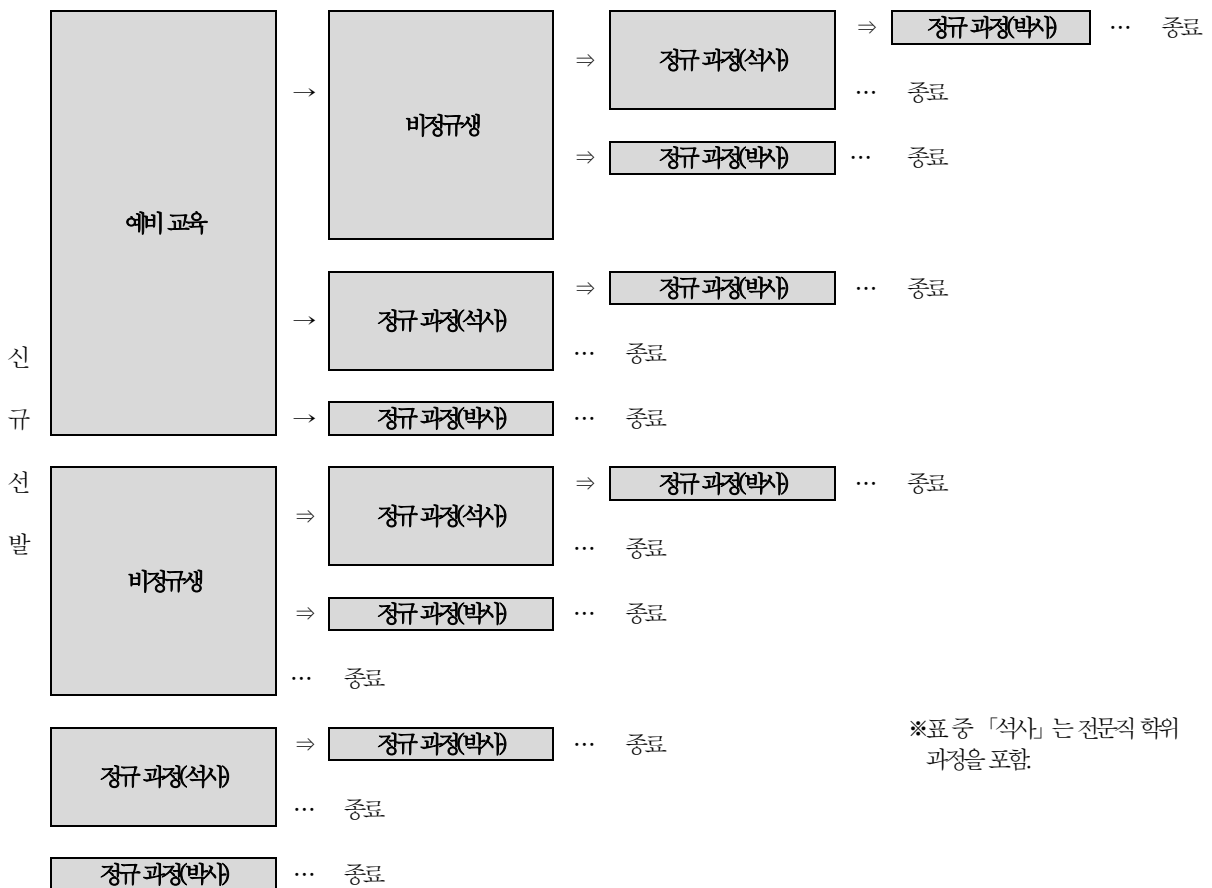 ⇒ 정규 과정(박사) … 종료
⇒ 정규 과정(석사)
→ … 종료
비정규생
⇒ 정규 과정(박사) … 종료
예비 교육
⇒ 정규 과정(박사) … 종료
→ 정규 과정(석사)
… 종료
신
규
선
발
→ 정규 과정(박사) … 종료
⇒ 정규 과정(박사) … 종료
⇒ 정규 과정(석사)
… 종료
비정규생
⇒ 정규 과정(박사) … 종료
… 종료
⇒ 정규 과정(박사) … 종료
정규 과정(석사)
… 종료
※표 중 「석사」는 전문직 학위
과정을 포함.
정규 과정(박사) … 종료